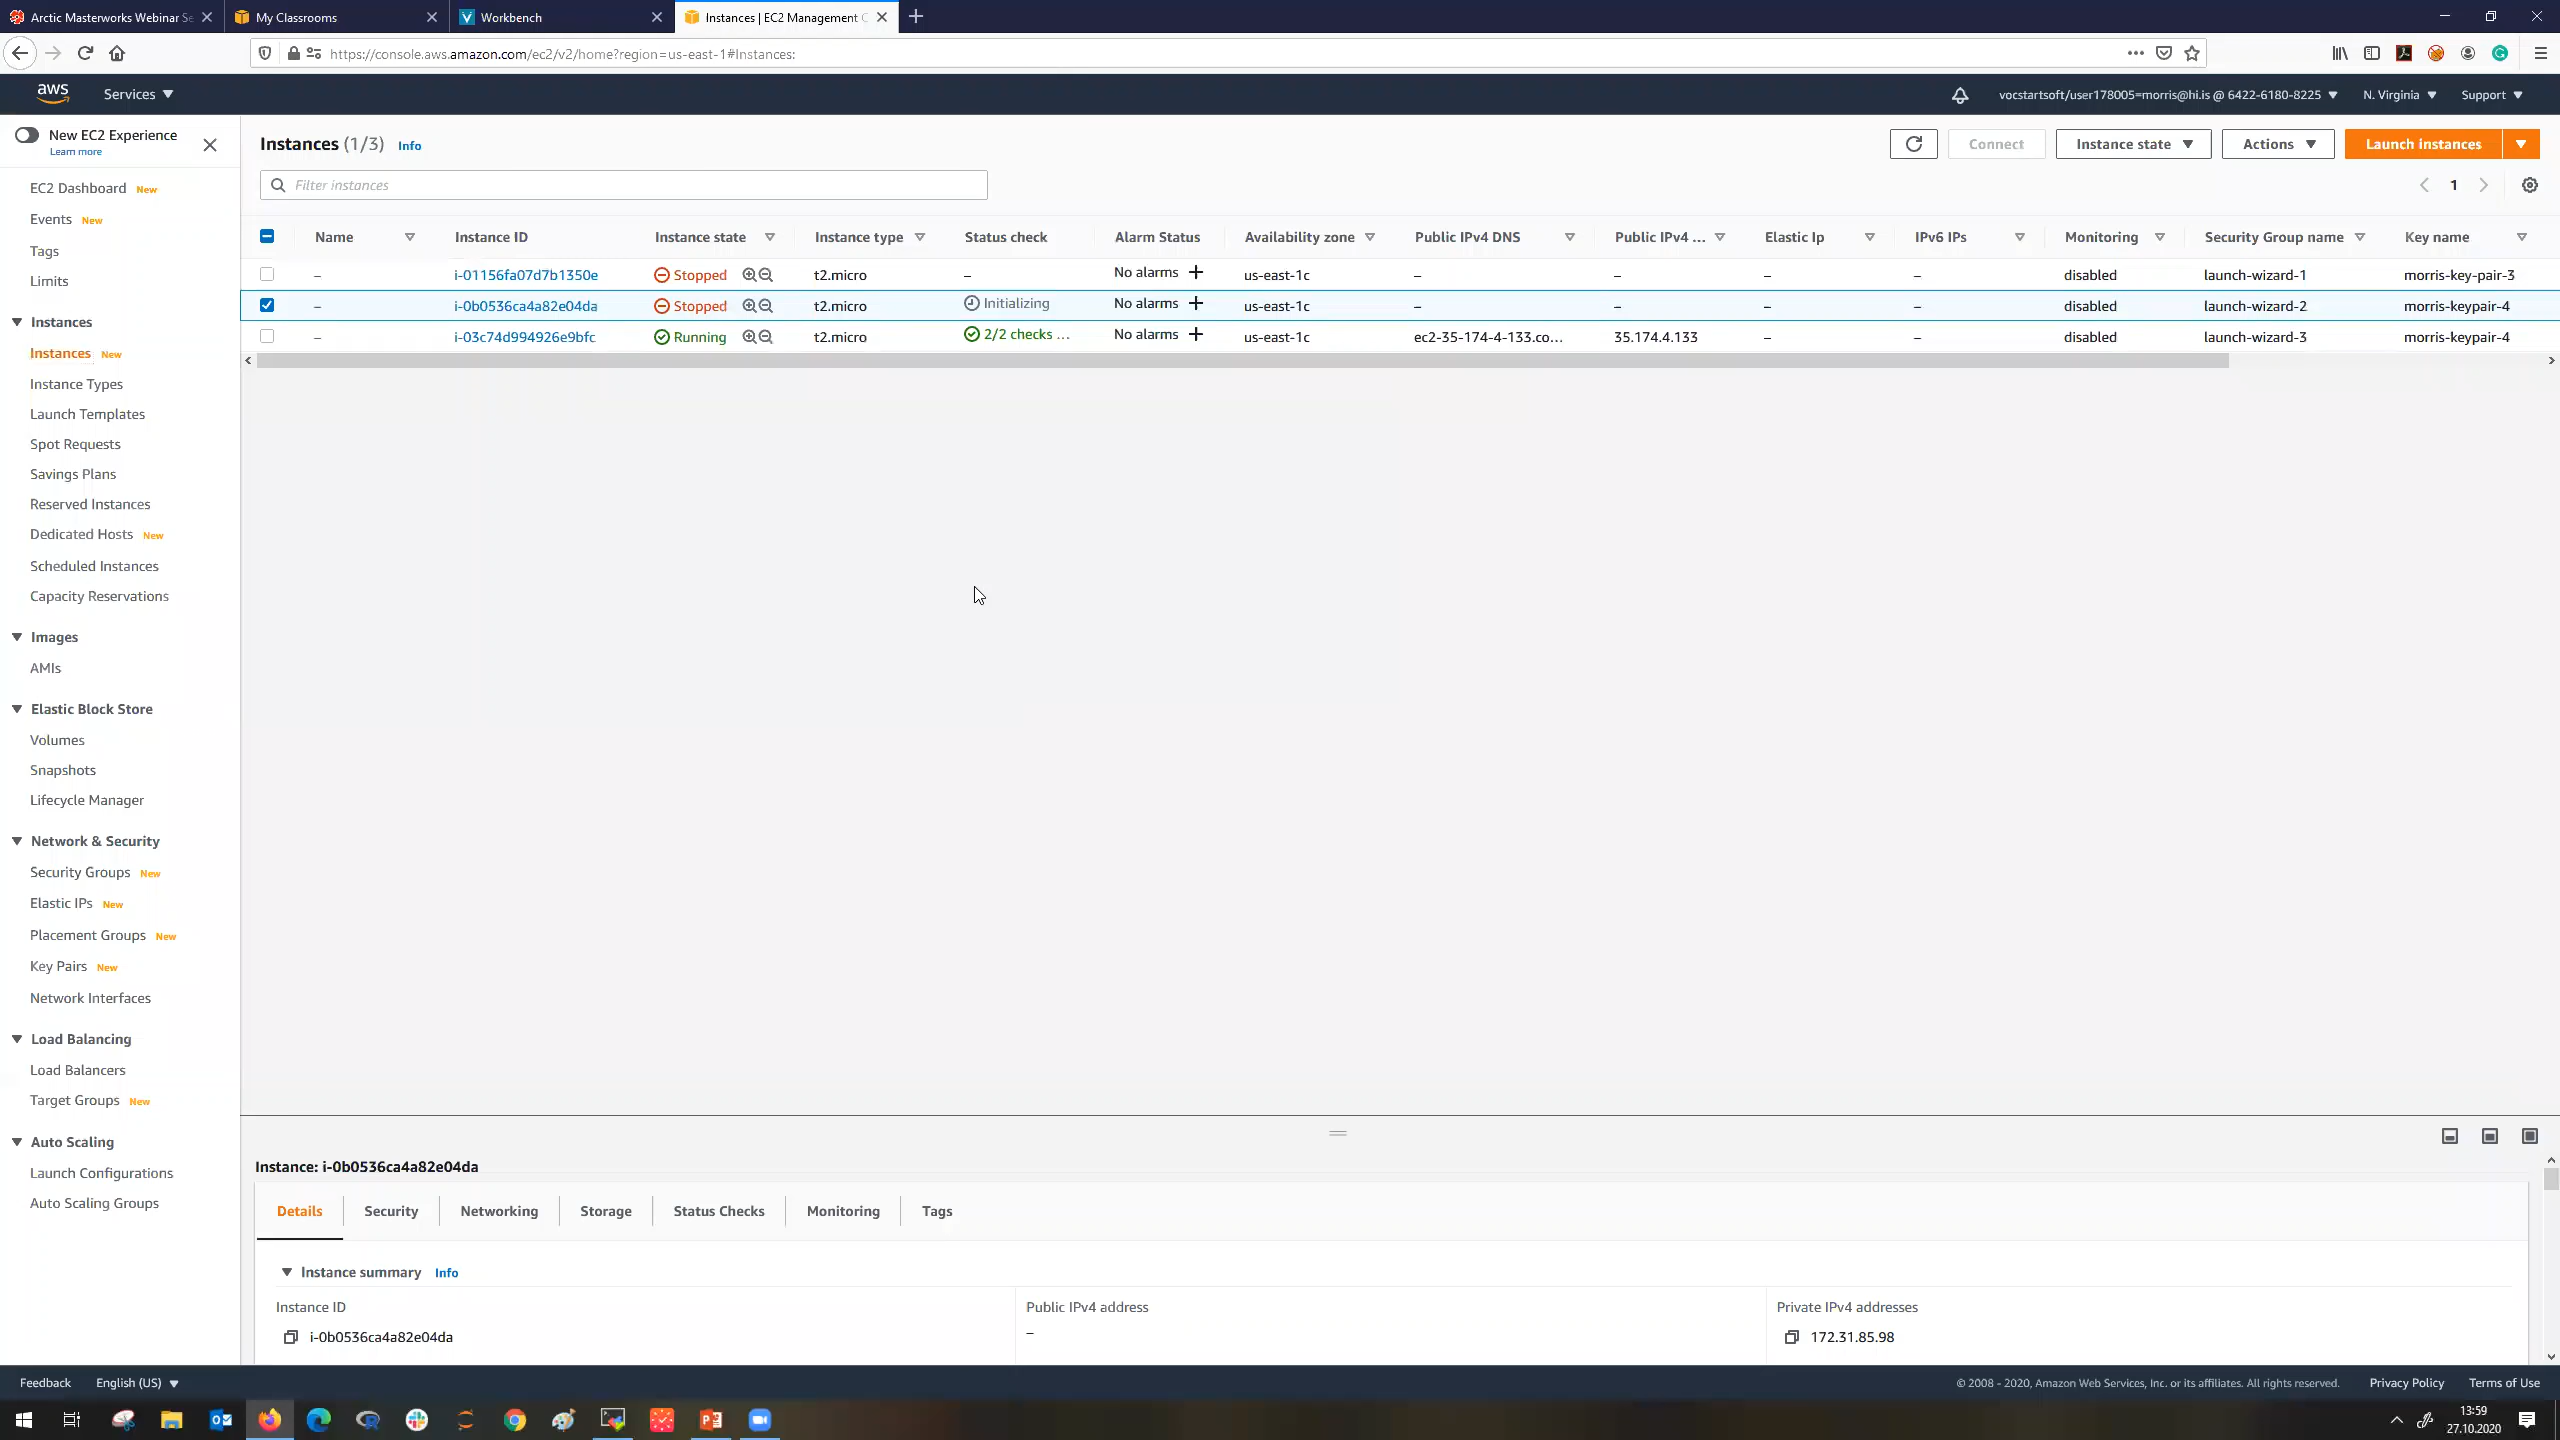 Arctic Masterworks Webinar Se
My Classrooms
Workbench
Instances | EC2 Management C
https://console.aws.amazon.com/ec2/v2/home?region=us-east-1#Instances:
aws
Services
vocstartsoft/user178005=morris@hi.is @ 6422-6180-8225
N. Virginia
Support
New EC2 Experience
Learn more
EC2 Dashboard New
Events New
Tags
Limits
Instances
Instances New
Instance Types
Launch Templates
Spot Requests
Savings Plans
Reserved Instances
Dedicated Hosts New
Scheduled Instances
Capacity Reservations
Images
AMIs
Elastic Block Store
Volumes
Snapshots
Lifecycle Manager
Network & Security
Security Groups New
Elastic IPs New
Placement Groups New
Key Pairs New
Network Interfaces
Load Balancing
Load Balancers
Target Groups New
Auto Scaling
Launch Configurations
Auto Scaling Groups
Instances (1/3) Info
Connect
Instance state
Actions
Launch instances
Filter instances
1
Name Instance ID Instance state Instance type Status check Alarm Status Availability zone Public IPv4 DNS Public IPv4 ... Elastic Ip IPv6 IPs Monitoring Security Group name Key name
– i-01156fa07d7b1350e Stopped t2.micro – No alarms + us-east-1c – – – – disabled launch-wizard-1 morris-key-pair-3
– i-0b0536ca4a82e04da Stopped t2.micro Initializing No alarms + us-east-1c – – – – disabled launch-wizard-2 morris-keypair-4
– i-03c74d994926e9bfc Running t2.micro 2/2 checks ... No alarms + us-east-1c ec2-35-174-4-133.co... 35.174.4.133 – – disabled launch-wizard-3 morris-keypair-4
Instance: i-0b0536ca4a82e04da
Details Security Networking Storage Status Checks Monitoring Tags
Instance summary Info
Instance ID
i-0b0536ca4a82e04da
Public IPv4 address
–
Private IPv4 addresses
172.31.85.98
Feedback
English (US)
© 2008 - 2020, Amazon Web Services, Inc. or its affiliates. All rights reserved.
Privacy Policy
Terms of Use
13:59
27.10.2020